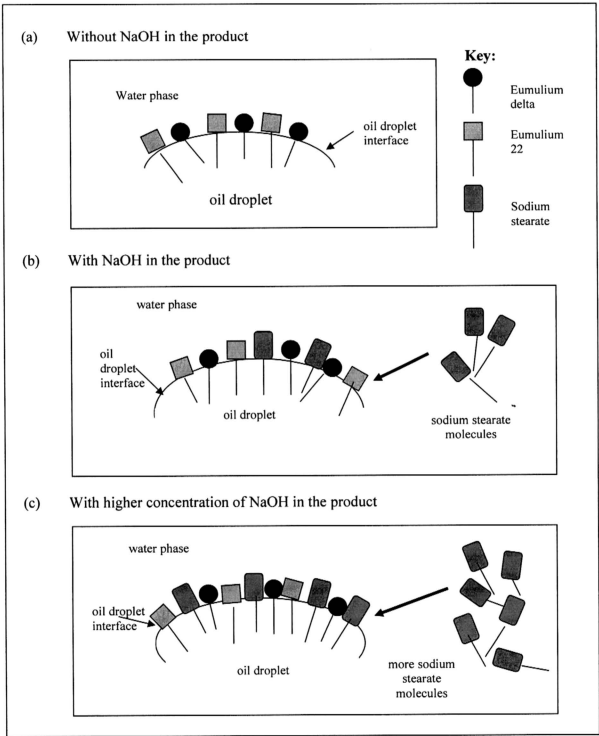 (a) Without NaOH in the product
Key:
Water phase
oil droplet
interface
oil droplet
Eumulium
delta
Eumulium
22
Sodium
stearate
(b) With NaOH in the product
water phase
oil
droplet
interface
oil droplet
sodium stearate
molecules
(c) With higher concentration of NaOH in the product
water phase
oil droplet
interface
oil droplet
more sodium
stearate
molecules